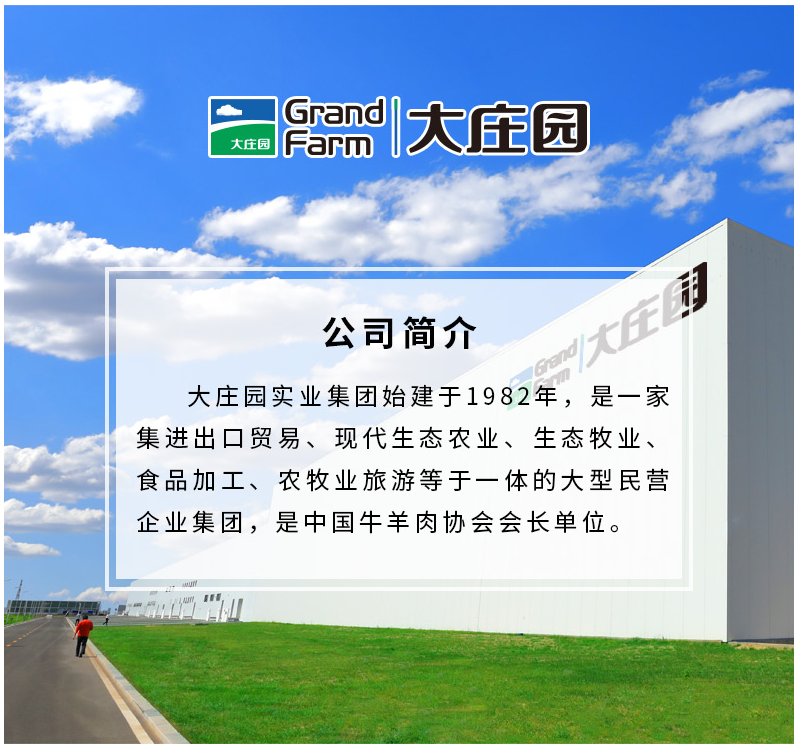 Grand
Farm
大庄园
大庄园
公司简介
大庄园实业集团始建于1982年，是一家
集进出口贸易、现代生态农业、生态牧业、
食品加工、农牧业旅游等于一体的大型民营
企业集团，是中国牛羊肉协会会长单位。
Grand
Farm
大庄园